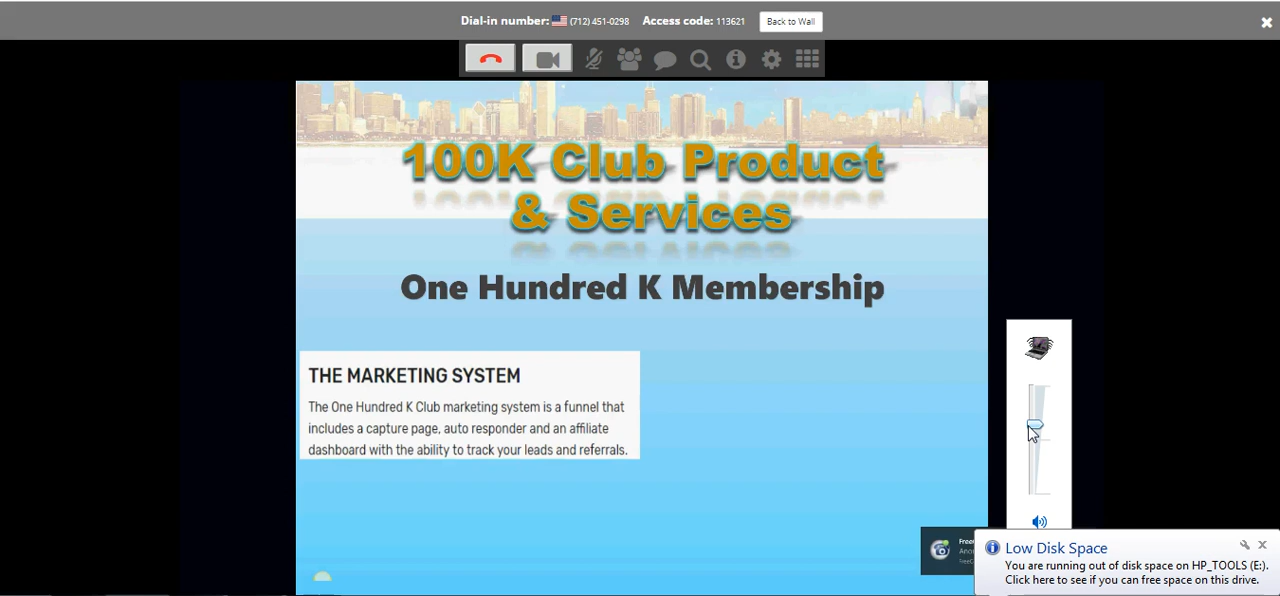 Dial-in number: (712) 451-0298 Access code: 113621 Back to Wall
100K Club Product
& Services
One Hundred K Membership
THE MARKETING SYSTEM
The One Hundred K Club marketing system is a funnel that
includes a capture page, auto responder and an affiliate
dashboard with the ability to track your leads and referrals.
Low Disk Space
You are running out of disk space on HP_TOOLS (E:).
Click here to see if you can free space on this drive.